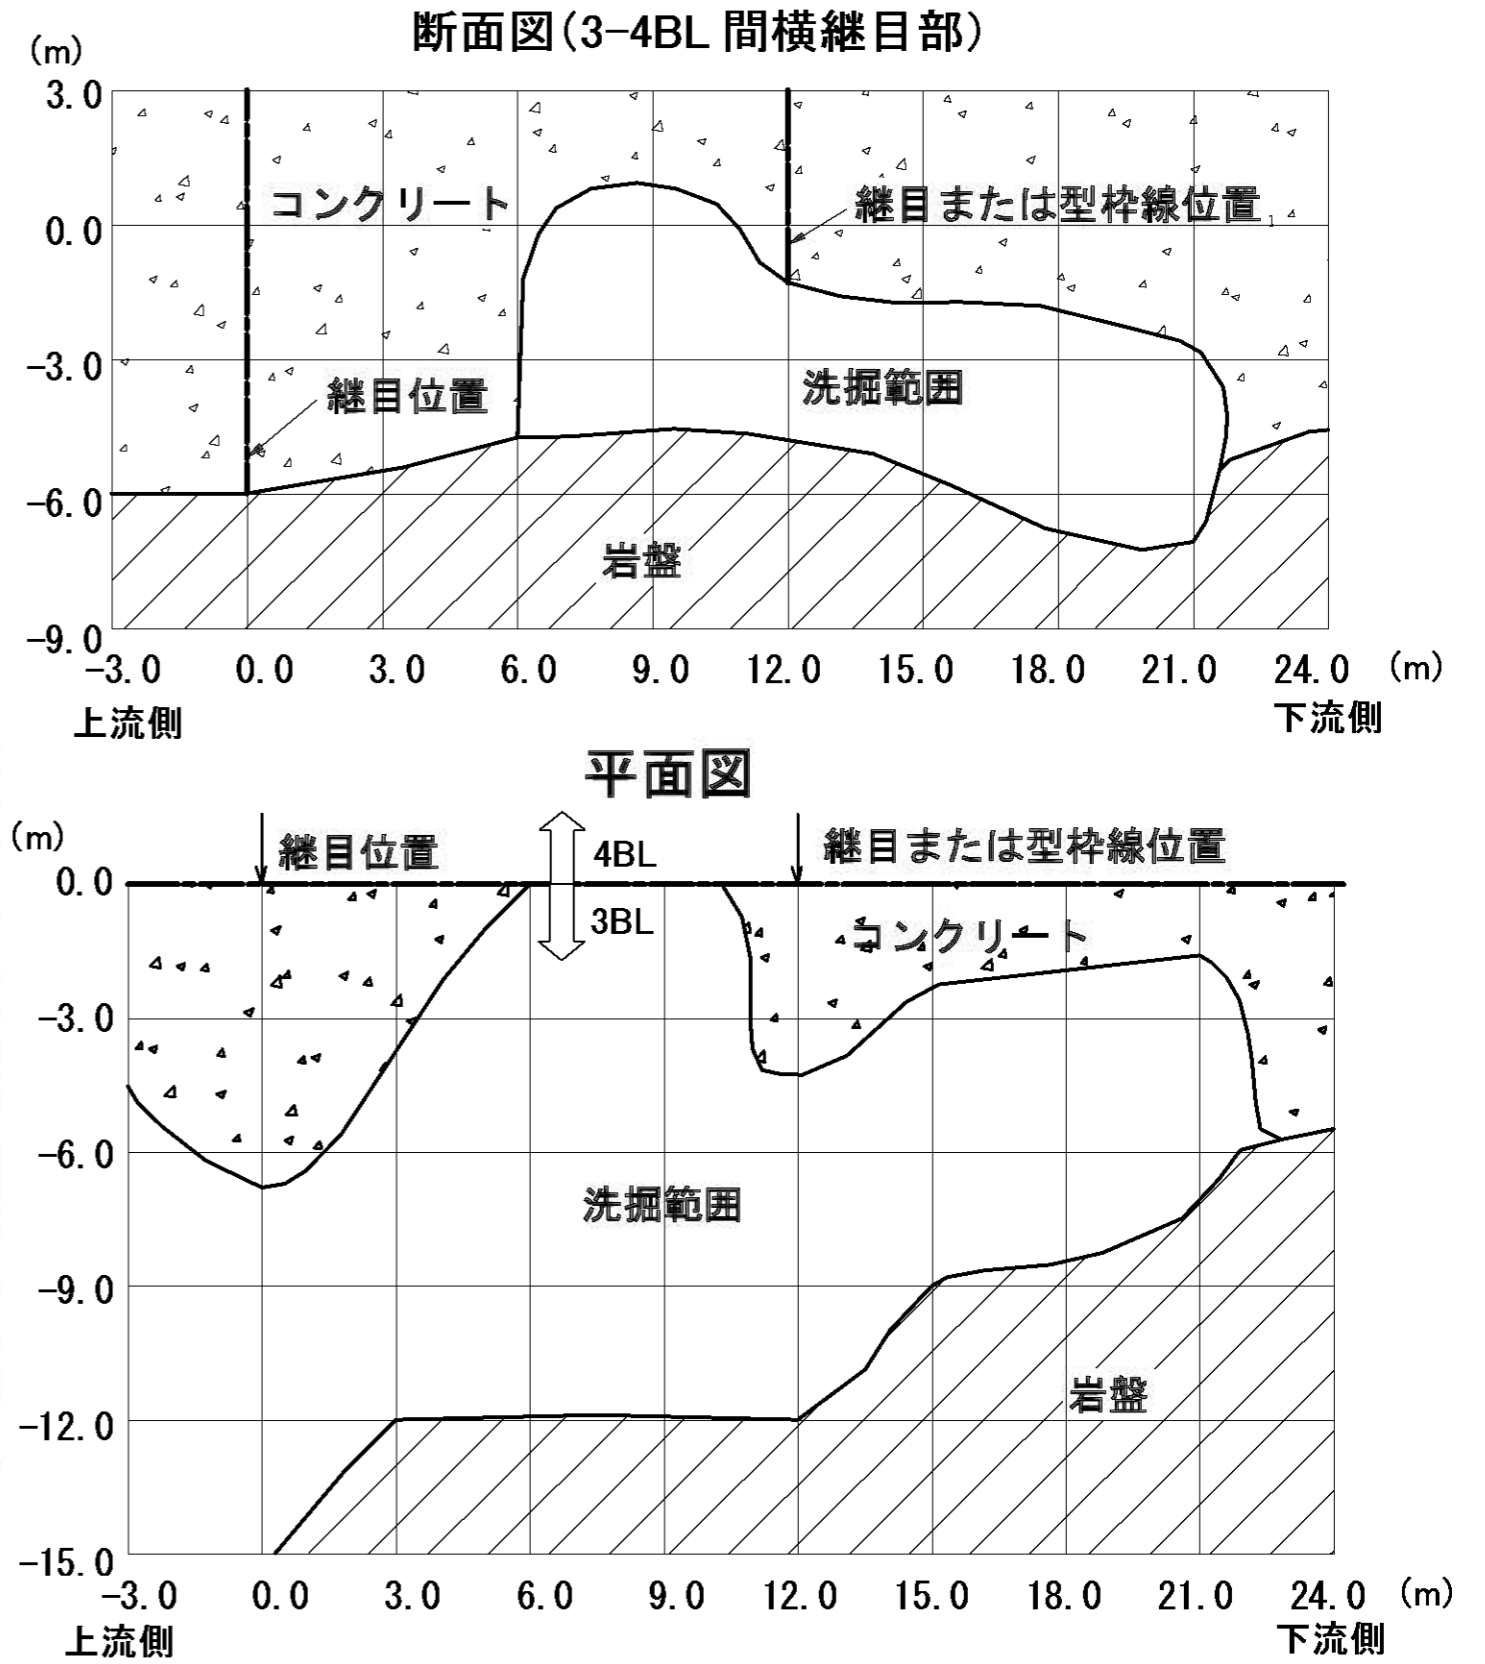 断面図(3-4BL 間横継目部)
(m)
3.0
コンクリート
継目または型枠線位置
0.0
-3.0
継目位置
洗掘範囲
-6.0
岩盤
-9.0
-3.0 0.0 3.0 6.0 9.0 12.0 15.0 18.0 21.0 24.0 (m)
上流側 下流側
平面図
(m)
継目位置
4BL
継目または型枠線位置
0.0
3BL
コンクリート
-3.0
-6.0
洗掘範囲
-9.0
岩盤
-12.0
-15.0
-3.0 0.0 3.0 6.0 9.0 12.0 15.0 18.0 21.0 24.0 (m)
上流側 下流側